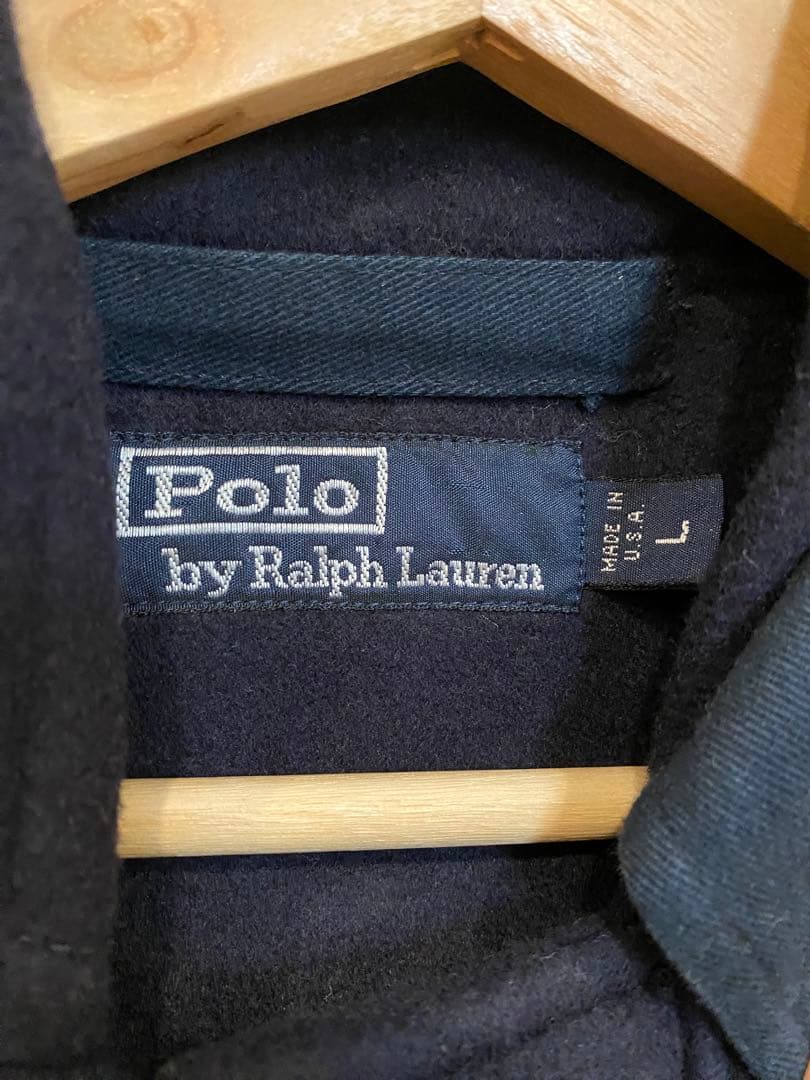 Polo
by Ralph Lauren
MADE IN
U.S.A.
L